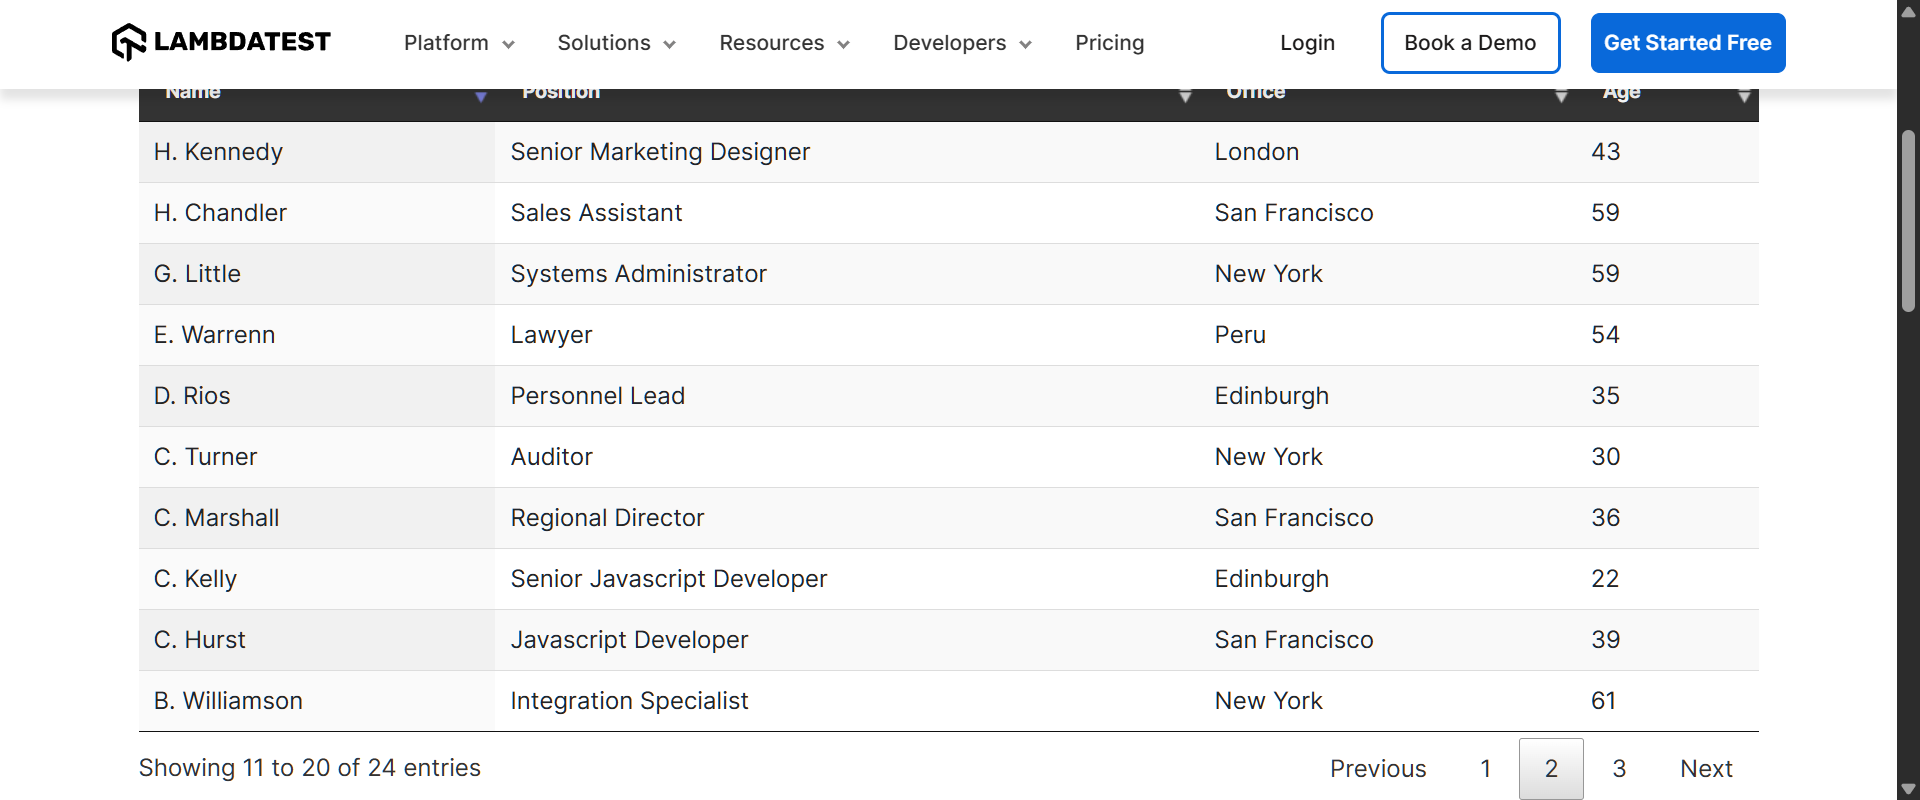 LAMBDATEST Platform Solutions Resources Developers Pricing Login Book a Demo Get Started Free
Name Position Office Age
H. Kennedy Senior Marketing Designer London 43
H. Chandler Sales Assistant San Francisco 59
G. Little Systems Administrator New York 59
E. Warrenn Lawyer Peru 54
D. Rios Personnel Lead Edinburgh 35
C. Turner Auditor New York 30
C. Marshall Regional Director San Francisco 36
C. Kelly Senior Javascript Developer Edinburgh 22
C. Hurst Javascript Developer San Francisco 39
B. Williamson Integration Specialist New York 61
Showing 11 to 20 of 24 entries Previous 1 2 3 Next